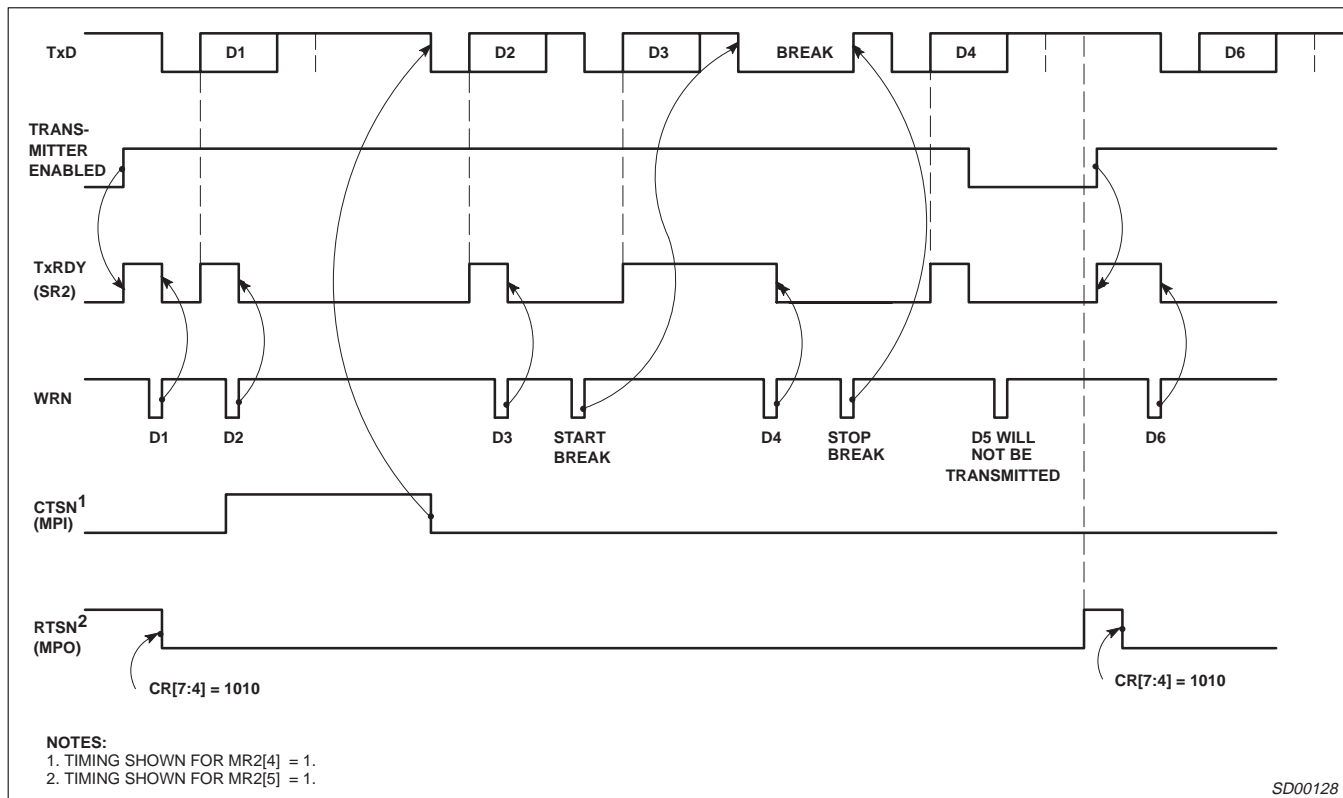 TxD
D1
D2
D3
BREAK
D4
D6
TRANS-
MITTER
ENABLED
TxRDY
(SR2)
WRN
D1
D2
D3
START
BREAK
D4
STOP
BREAK
D5 WILL
NOT BE
TRANSMITTED
D6
CTSN1
(MPI)
RTSN2
(MPO)
CR[7:4] = 1010
CR[7:4] = 1010
NOTES:
1. TIMING SHOWN FOR MR2[4] = 1.
2. TIMING SHOWN FOR MR2[5] = 1.
SD00128